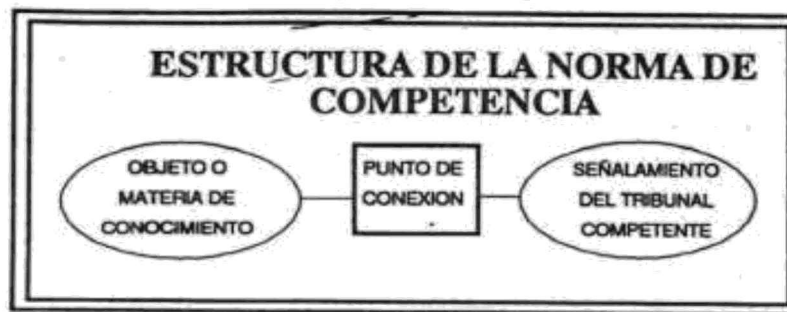 ESTRUCTURA DE LA NORMA DE
COMPETENCIA
OBJETO O
MATERIA DE
CONOCIMIENTO
PUNTO DE
CONEXION
SEÑALAMIENTO
DEL TRIBUNAL
COMPETENTE